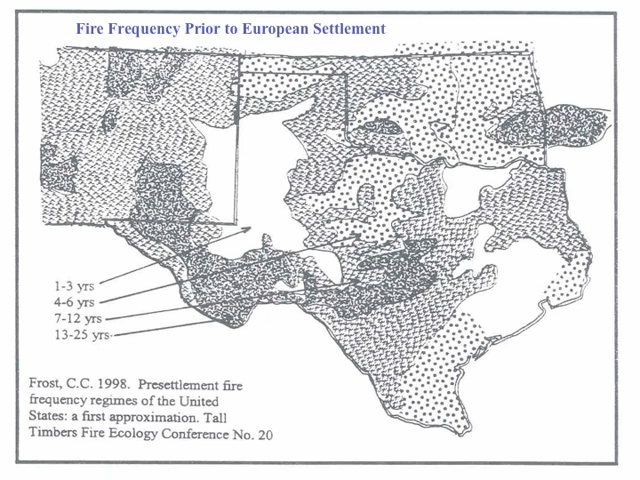 Fire Frequency Prior to European Settlement
1-3 yrs
4-6 yrs
7-12 yrs
13-25 yrs.
Frost, C.C. 1998. Presettlement fire
frequency regimes of the United
States: a first approximation. Tall
Timbers Fire Ecology Conference No. 20